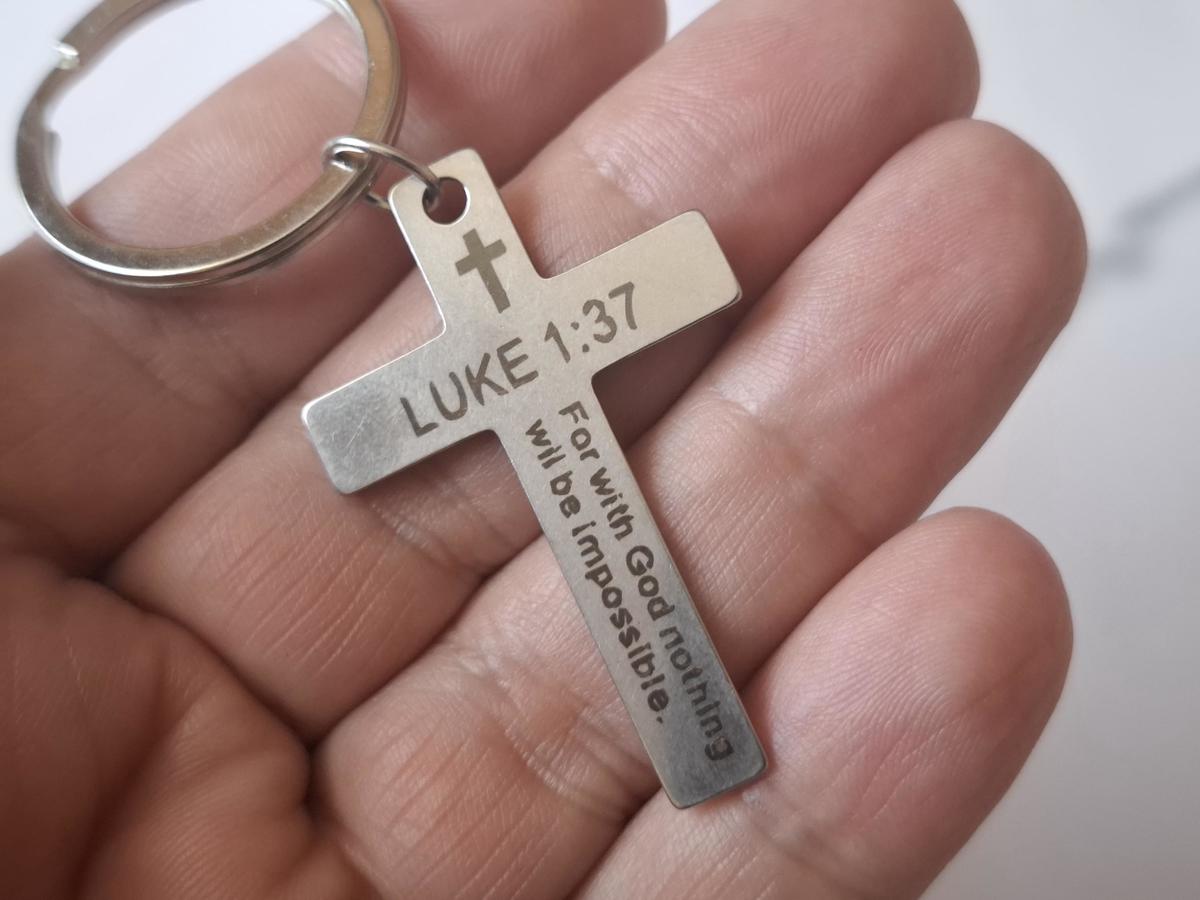 LUKE 1:37
For with God nothing
wil be impossible.